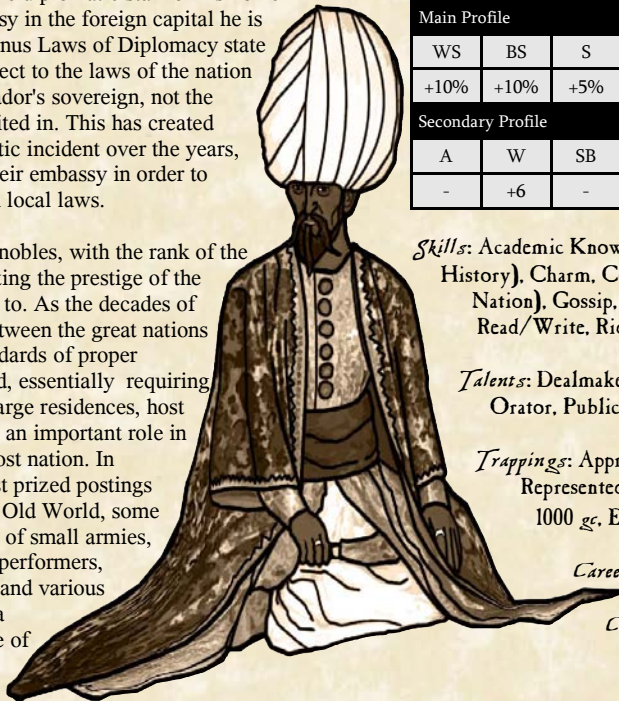 sy in the foreign capital he is
nus Laws of Diplomacy state
ect to the laws of the nation
dor's sovereign, not the
ited in. This has created
tic incident over the years,
eir embassy in order to
local laws.
nobles, with the rank of the
ting the prestige of the
to. As the decades of
tween the great nations
dards of proper
d, essentially requiring
arge residences, host
an important role in
ost nation. In
st prized postings
Old World, some
of small armies,
performers,
and various
a
e of
Main Profile
WS BS S
+10% +10% +5%
Secondary Profile
A W SB
- +6 -
Skills: Academic Know
History), Charm, C
Nation), Gossip,
Read/Write, Ri
Talents: Dealmake
Orator, Public
Trappings: Appr
Represented
1000 gc, E
Caree
C